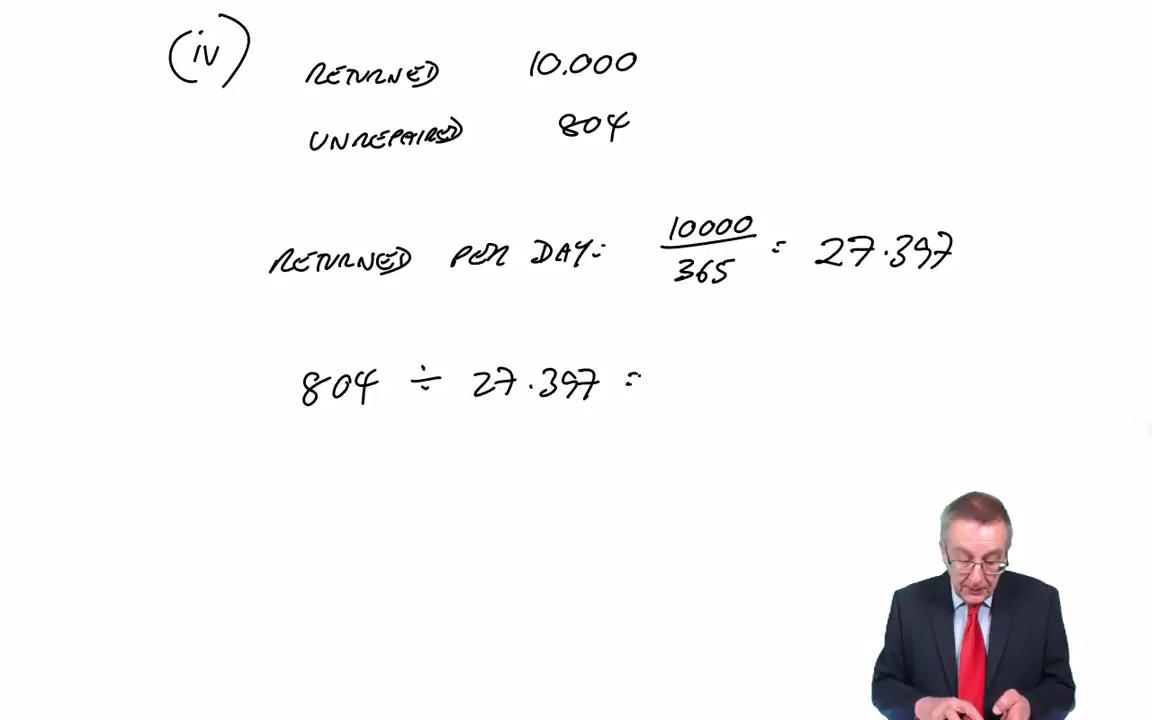 (iv) RETURNED 10.000
UNREPAIRED 804
RETURNED PER DAY: 10000/365 = 27.397
804 ÷ 27.397 =